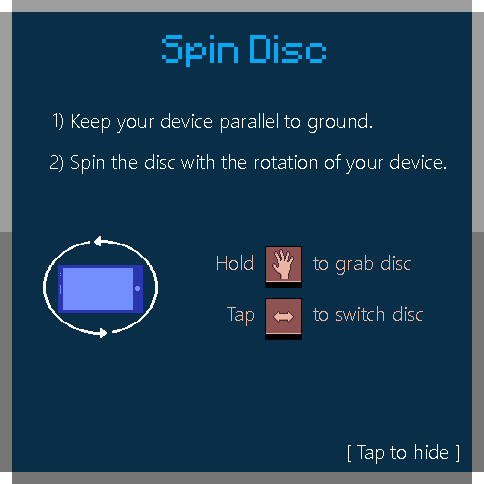 Spin Disc
1) Keep your device parallel to ground.
2) Spin the disc with the rotation of your device.
Hold to grab disc
Tap to switch disc
[ Tap to hide ]